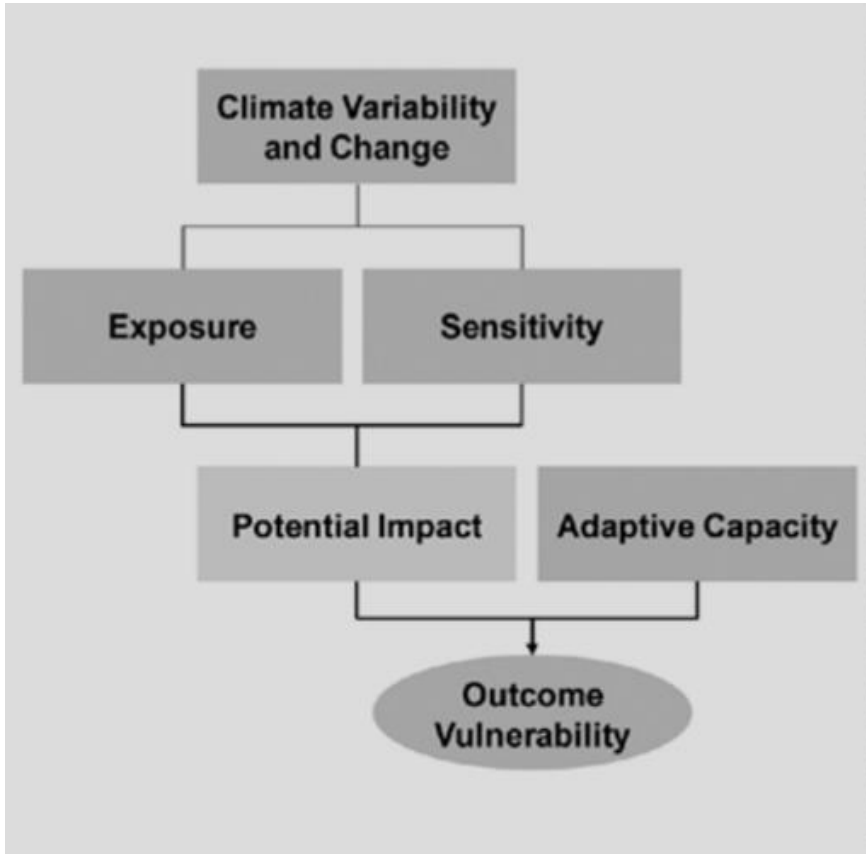 Climate Variability
and Change
Exposure
Sensitivity
Potential Impact
Adaptive Capacity
Outcome
Vulnerability